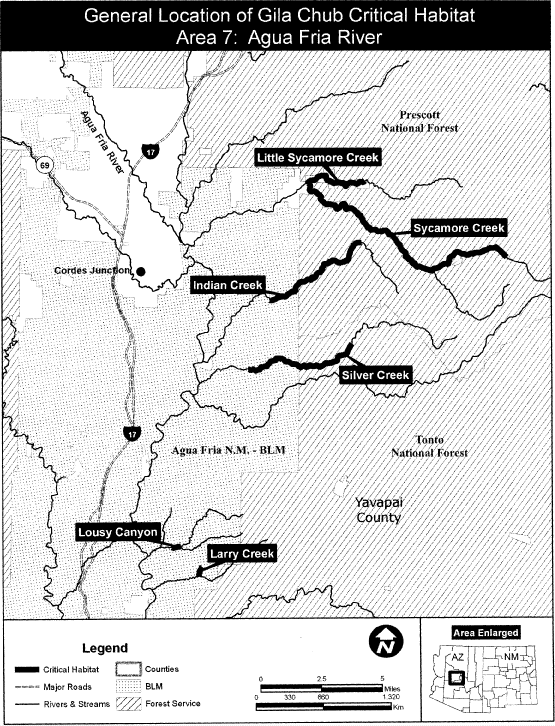 General Location of Gila Chub Critical Habitat
Area 7: Agua Fria River
Prescott
National Forest
Agua Fria River
17
69
Little Sycamore Creek
Sycamore Creek
Cordes Junction
Indian Creek
Silver Creek
17
Agua Fria N.M. - BLM
Tonto
National Forest
Yavapai
County
Lousy Canyon
Larry Creek
Legend
Critical Habitat
Counties
Major Roads
BLM
Rivers & Streams
Forest Service
N
0 2.5 5
Miles
0 330 660 1,320
Km
Area Enlarged
AZ
NM